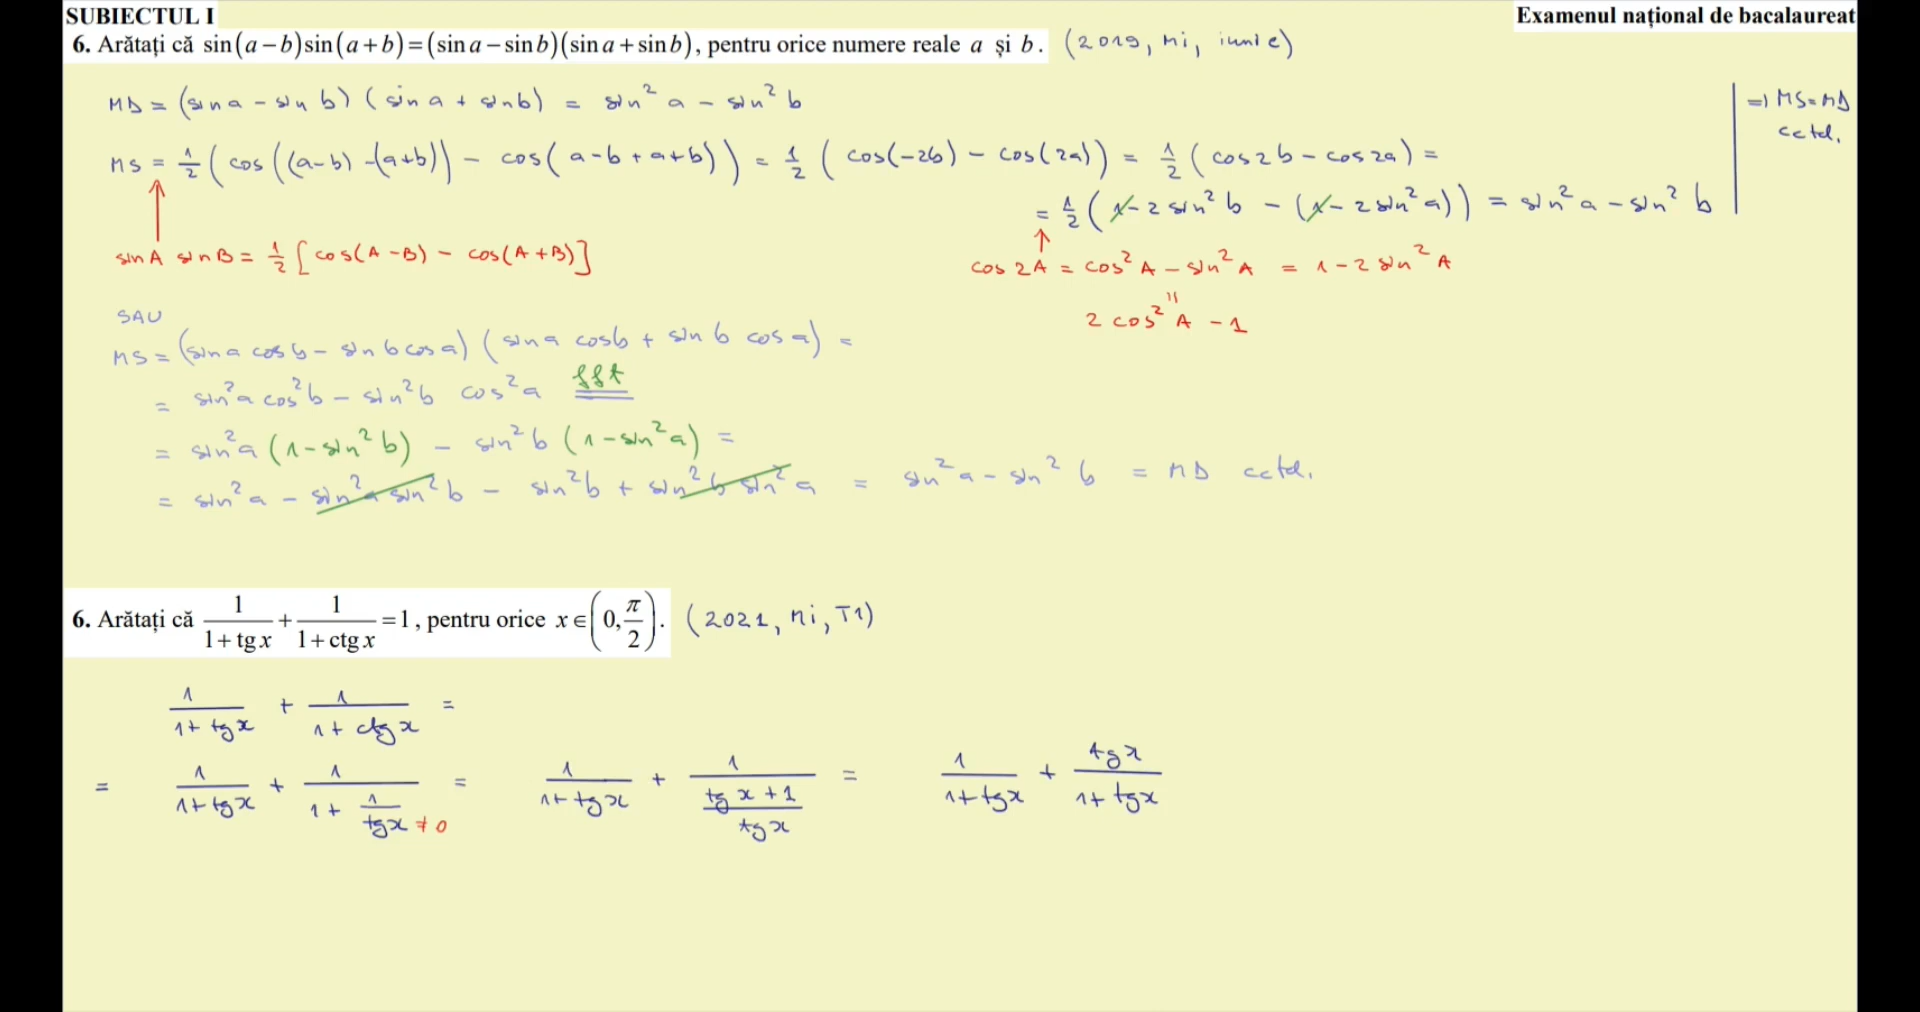 SUBIECTUL I
Examenul național de bacalaureat
6. Arătați că sin(a−b)sin(a+b)=(sin a−sin b)(sin a+sin b), pentru orice numere reale a și b. (2019, Mi, iunie)
MD = (sin a − sin b)(sin a + sin b) = sin² a − sin² b
MS = 1/2 (cos((a−b)−(a+b)) − cos(a−b+a+b)) = 1/2 (cos(−2b) − cos(2a)) = 1/2 (cos2b − cos2a) =
= 1/2 (1−2 sin² b − (1−2 sin² a)) = sin² a − sin² b
⇒ MS=MD
cctd.
sinA sinB = 1/2 [cos(A−B) − cos(A+B)]
cos 2A = cos² A − sin² A = 1−2 sin² A
"
2 cos² A − 1
SAU
MS = (sin a cos b − sin b cos a)(sin a cos b + sin b cos a) =
= sin² a cos² b − sin² b cos² a fft
= sin² a (1−sin² b) − sin² b (1−sin² a) =
= sin² a − sin² a sin² b − sin² b + sin² b sin² a = sin² a − sin² b = MD cctd.
6. Arătați că 1/(1+tg x) + 1/(1+ctg x) = 1, pentru orice x∈(0, π/2). (2021, Mi, T1)
1/(1+tg x) + 1/(1+ctg x) =
= 1/(1+tg x) + 1/(1+1/(tg x)) ≠ 0 = 1/(1+tg x) + 1/((tg x+1)/(tg x)) = 1/(1+tg x) + tg x/(1+tg x)